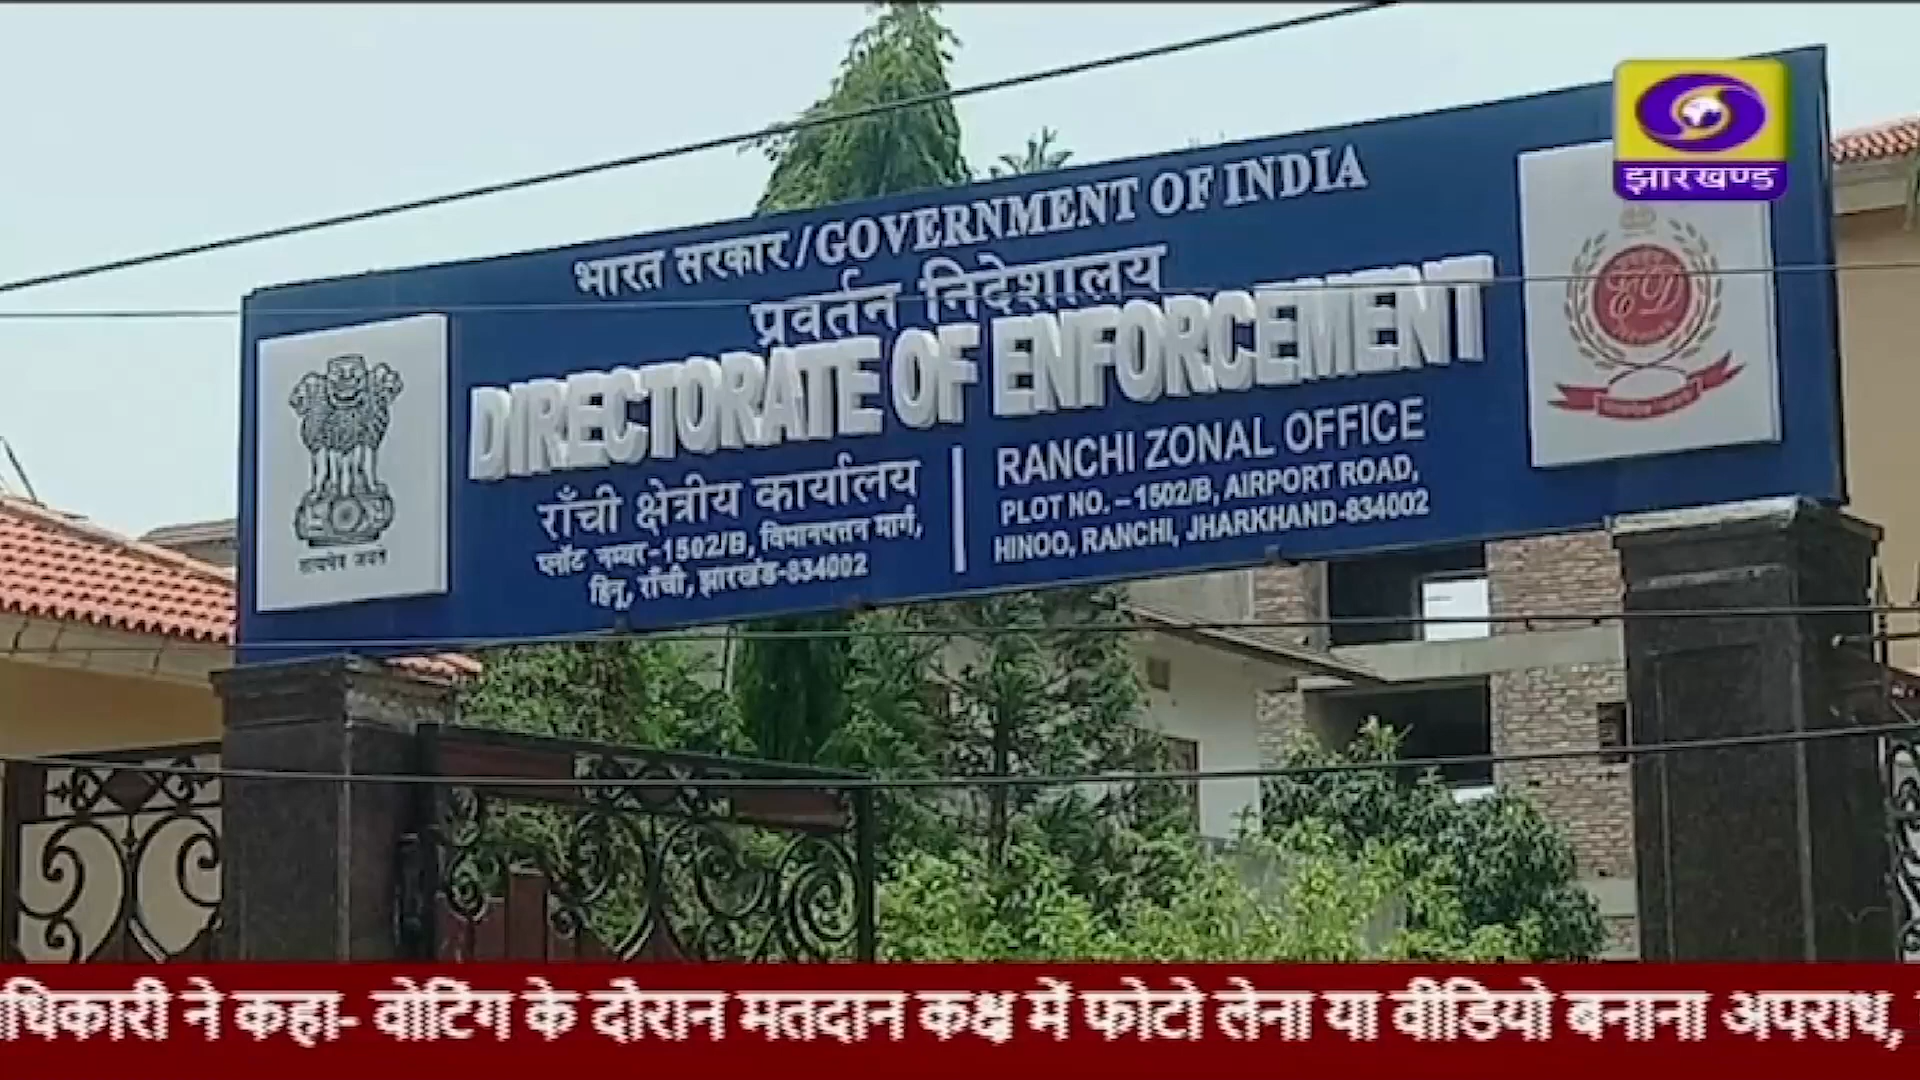 झारखण्ड
भारत सरकार/GOVERNMENT OF INDIA
प्रवर्तन निदेशालय
DIRECTORATE OF ENFORCEMENT
राँची क्षेत्रीय कार्यालय
प्लॉट नम्बर-1502/B, विमानपत्तन मार्ग,
हिनू, राँची, झारखंड-834002
RANCHI ZONAL OFFICE
PLOT NO. – 1502/B, AIRPORT ROAD,
HINOO, RANCHI, JHARKHAND-834002
सत्यमेव जयते
ED
धिकारी ने कहा- वोटिंग के दौरान मतदान कक्ष में फोटो लेना या वीडियो बनाना अपराध,